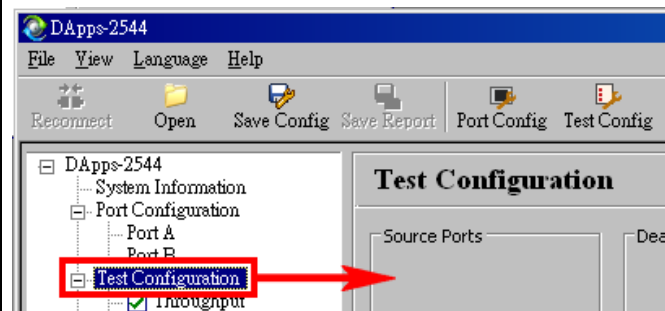 DApps-2544
File View Language Help
Reconnect Open Save Config Save Report Port Config Test Config
DApps-2544
System Information
Port Configuration
Port A
Port B
Test Configuration
Throughput
Test Configuration
Source Ports